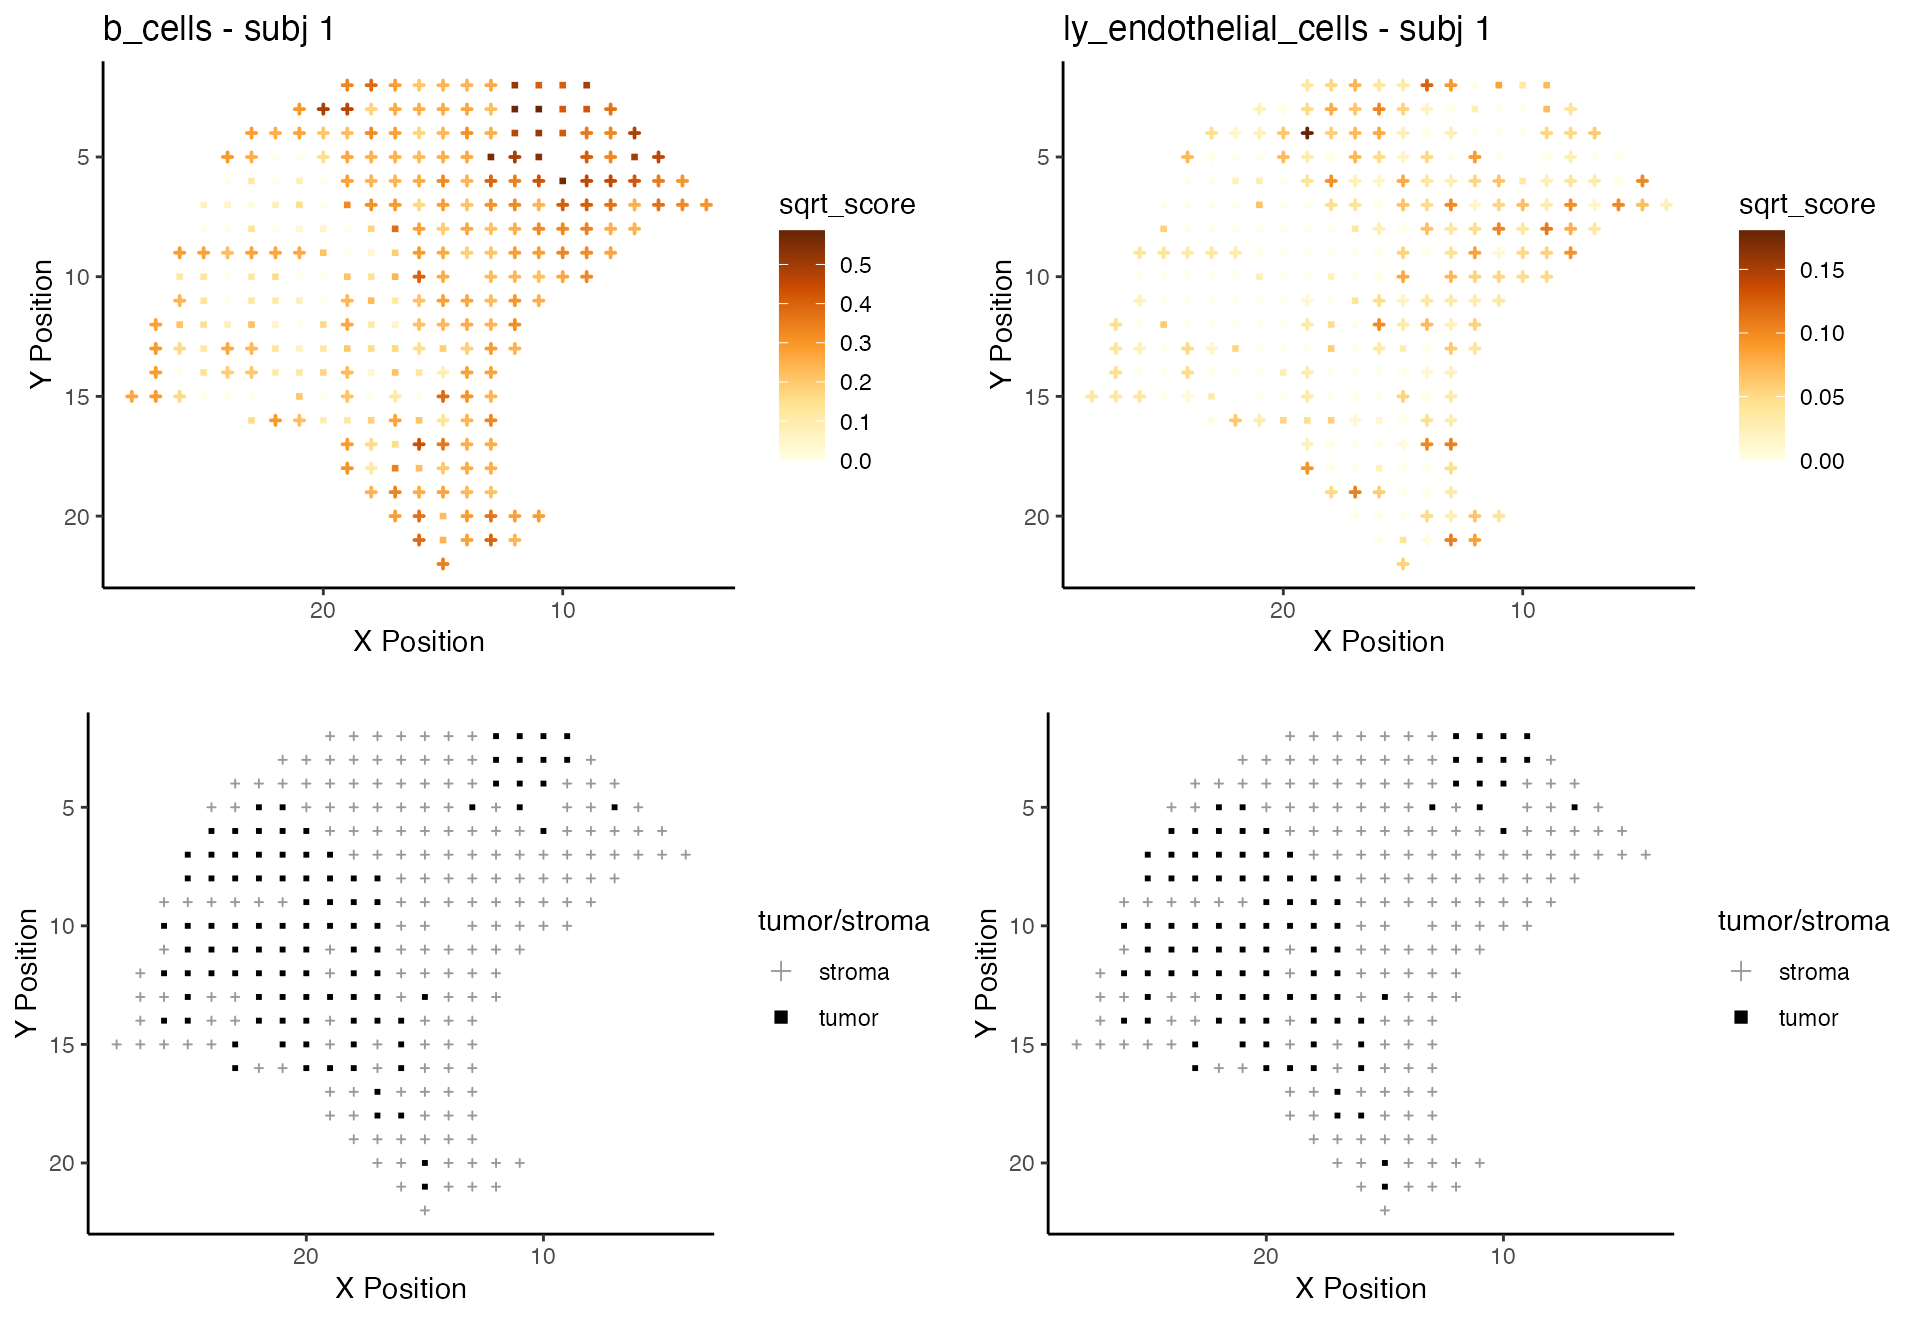 b_cells - subj 1
Y Position
5
10
15
20
20
10
X Position
sqrt_score
0.5
0.4
0.3
0.2
0.1
0.0
ly_endothelial_cells - subj 1
Y Position
5
10
15
20
20
10
X Position
sqrt_score
0.15
0.10
0.05
0.00
Y Position
5
10
15
20
20
10
X Position
tumor/stroma
stroma
tumor
Y Position
5
10
15
20
20
10
X Position
tumor/stroma
stroma
tumor